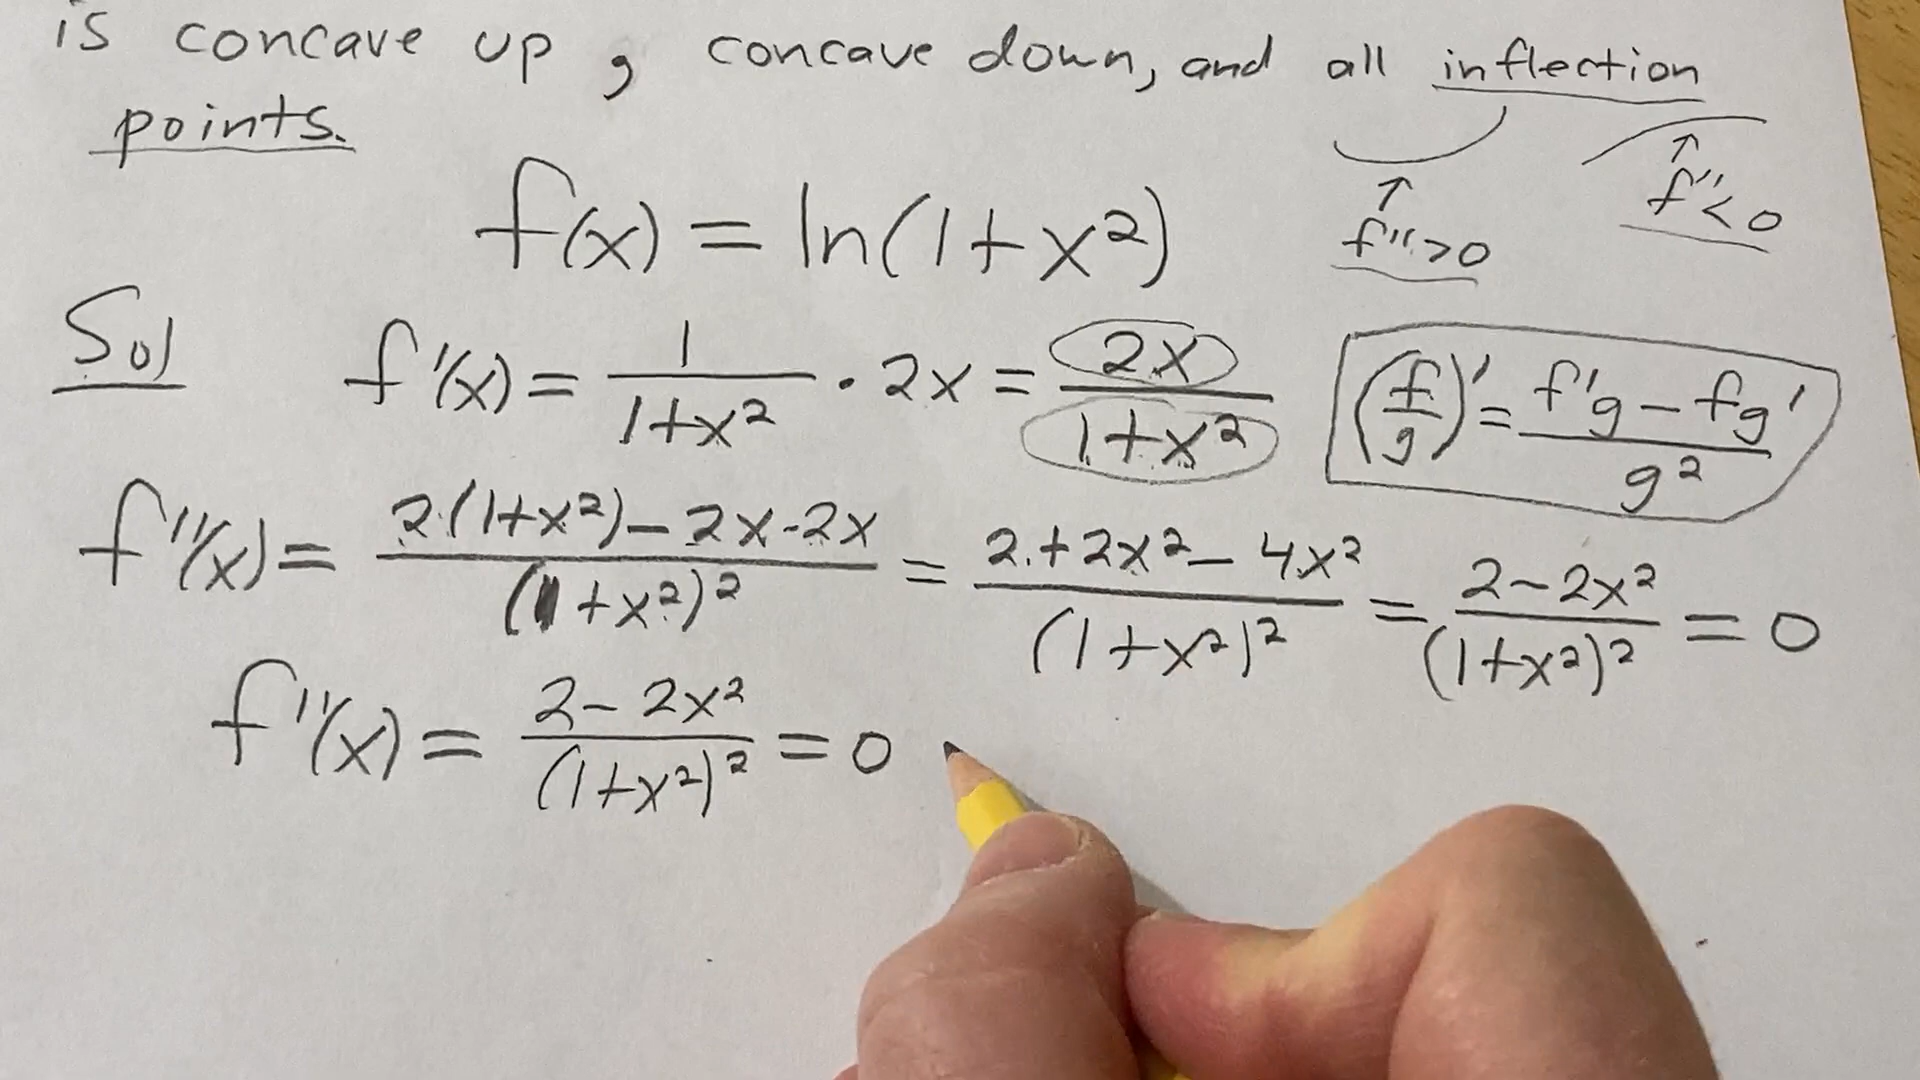 is concave up, concave down, and all inflection
points.
f(x) = ln(1+x²)
f''>0
f''<0
Sol
f'(x) = 1/(1+x²) · 2x = 2x/(1+x²)
(f/g)' = (f'g - fg')/g²
f''(x) = (2(1+x²) - 2x·2x)/(1+x²)² = (2+2x²-4x²)/(1+x²)² = (2-2x²)/(1+x²)² = 0
f''(x) = (2-2x²)/(1+x²)² = 0